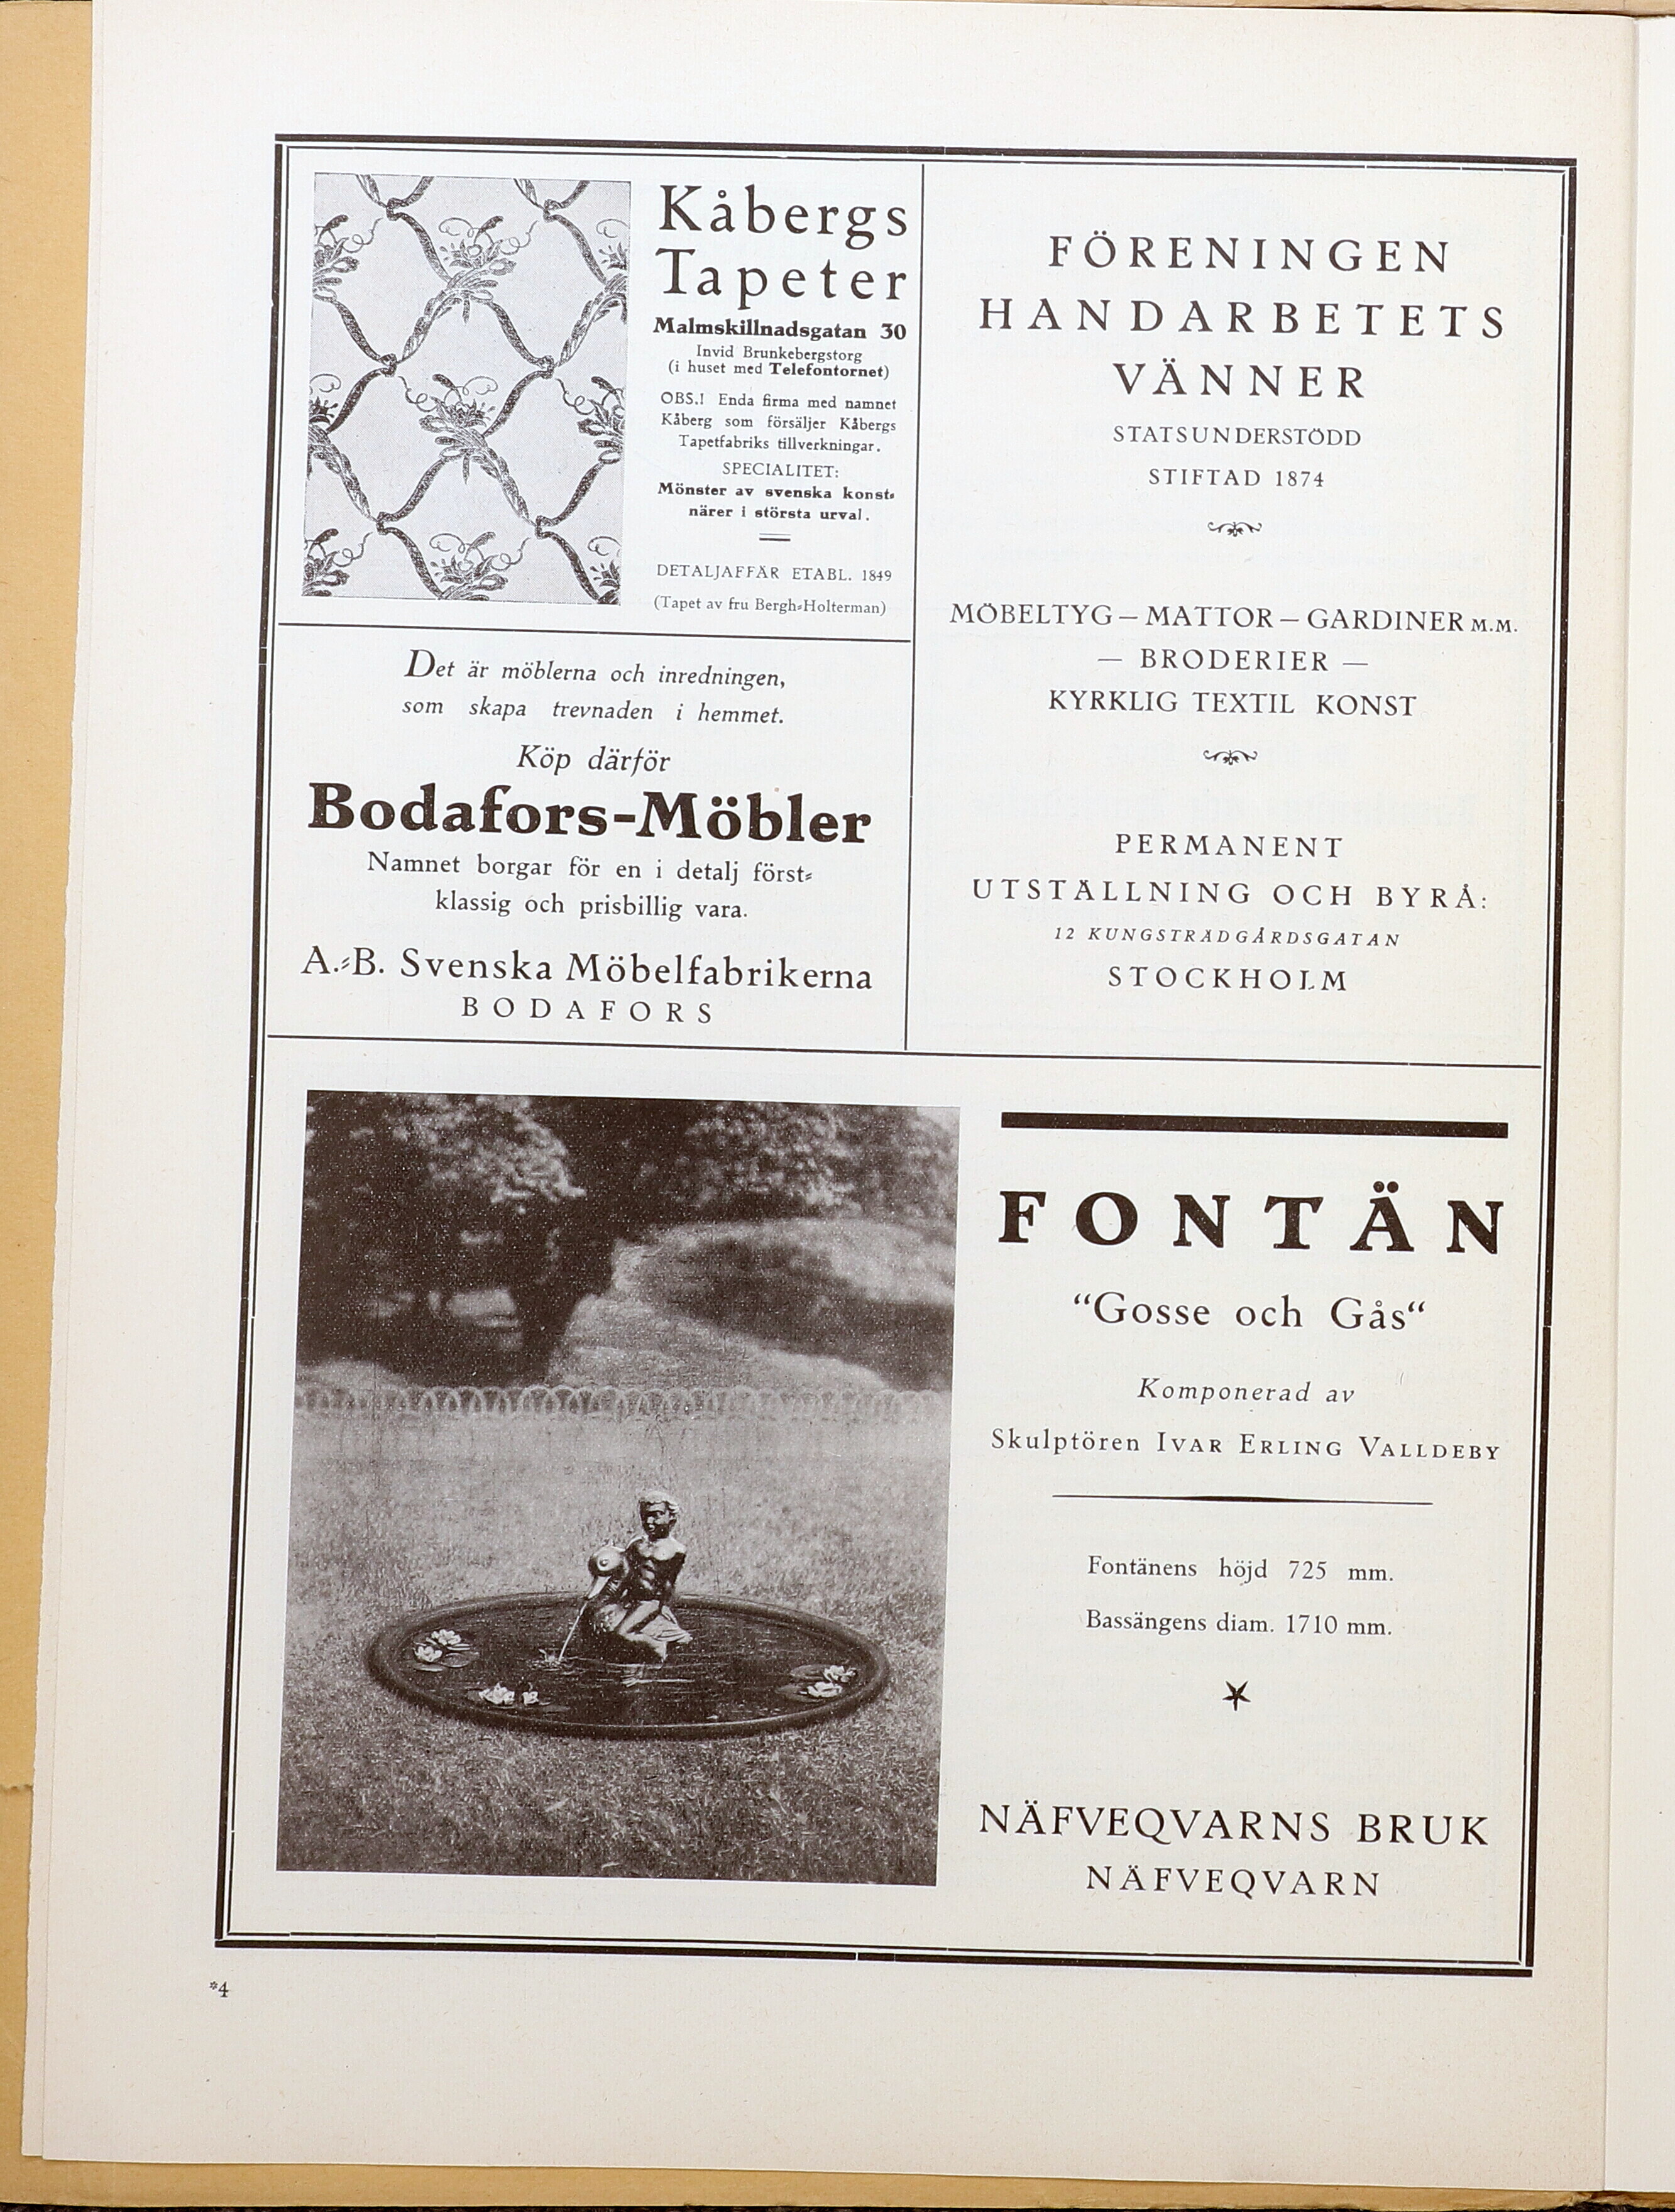 Kåbergs
Tapeter
Malmskillnadsgatan 30
Invid Brunkebergstorg
(i huset med Telefontornet)
OBS.! Enda firma med namnet
Kåberg som försäljer Kåbergs
Tapetfabriks tillverkningar.
SPECIALITET:
Mönster av svenska konst-
närer i största urval.
DETALJAFFÄR ETABL. 1849
(Tapet av fru Bergh-Holterman)
Det är möblerna och inredningen,
som skapa trevnaden i hemmet.
Köp därför
Bodafors-Möbler
Namnet borgar för en i detalj först-
klassig och prisbillig vara.
A.-B. Svenska Möbelfabrikerna
BODAFORS
FÖRENINGEN
HANDARBETETS
VÄNNER
STATSUNDERSTÖDD
STIFTAD 1874
MÖBELTYG — MATTOR — GARDINER M.M.
— BRODERIER —
KYRKLIG TEXTIL KONST
PERMANENT
UTSTÄLLNING OCH BYRÅ:
12 KUNGSTRÄDGÅRDSGATAN
STOCKHOLM
FONTÄN
“Gosse och Gås“
Komponerad av
Skulptören IVAR ERLING VALLDEBY
Fontänens höjd 725 mm.
Bassängens diam. 1710 mm.
NÄFVEQVARNS BRUK
NÄFVEQVARN
*4